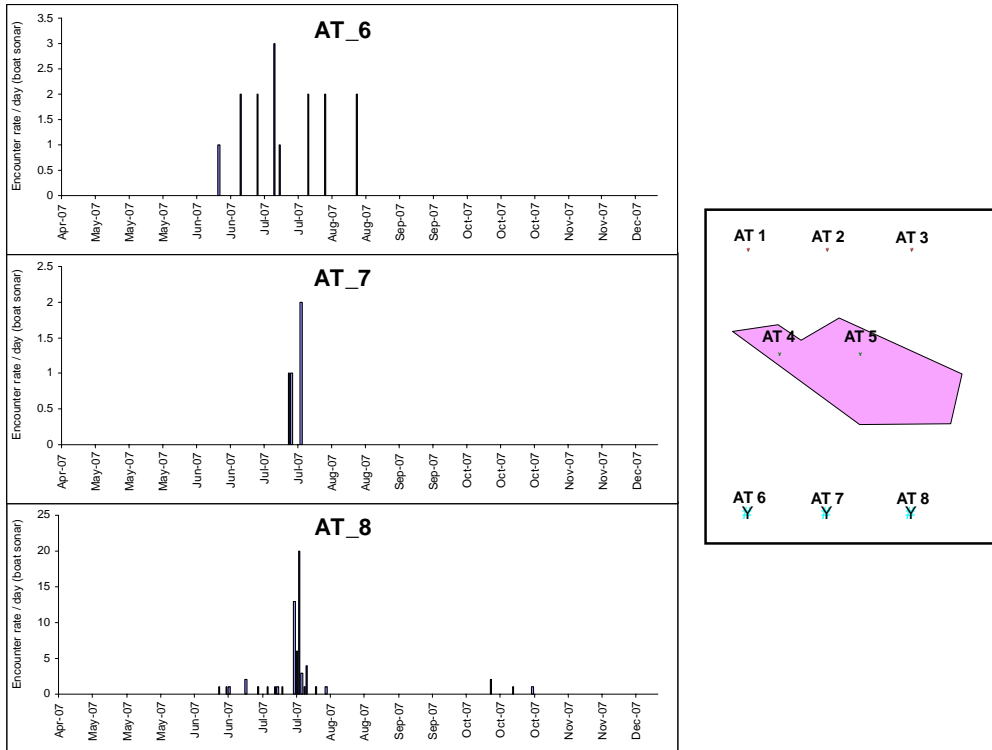 AT_6
Encounter rate / day (boat sonar)
3.5
3
2.5
2
1.5
1
0.5
0
Apr-07 May-07 May-07 Jun-07 Jun-07 Jun-07 Jul-07 Jul-07 Aug-07 Aug-07 Sep-07 Sep-07 Oct-07 Oct-07 Oct-07 Nov-07 Nov-07 Dec-07
AT_7
Encounter rate / day (boat sonar)
2.5
2
1.5
1
0.5
0
Apr-07 May-07 May-07 Jun-07 Jun-07 Jun-07 Jul-07 Jul-07 Aug-07 Aug-07 Sep-07 Sep-07 Oct-07 Oct-07 Oct-07 Nov-07 Nov-07 Dec-07
AT_8
Encounter rate / day (boat sonar)
25
20
15
10
5
0
Apr-07 May-07 May-07 Jun-07 Jun-07 Jun-07 Jul-07 Jul-07 Aug-07 Aug-07 Sep-07 Sep-07 Oct-07 Oct-07 Oct-07 Nov-07 Nov-07 Dec-07
AT 1 AT 2 AT 3
AT 4 AT 5
AT 6 AT 7 AT 8